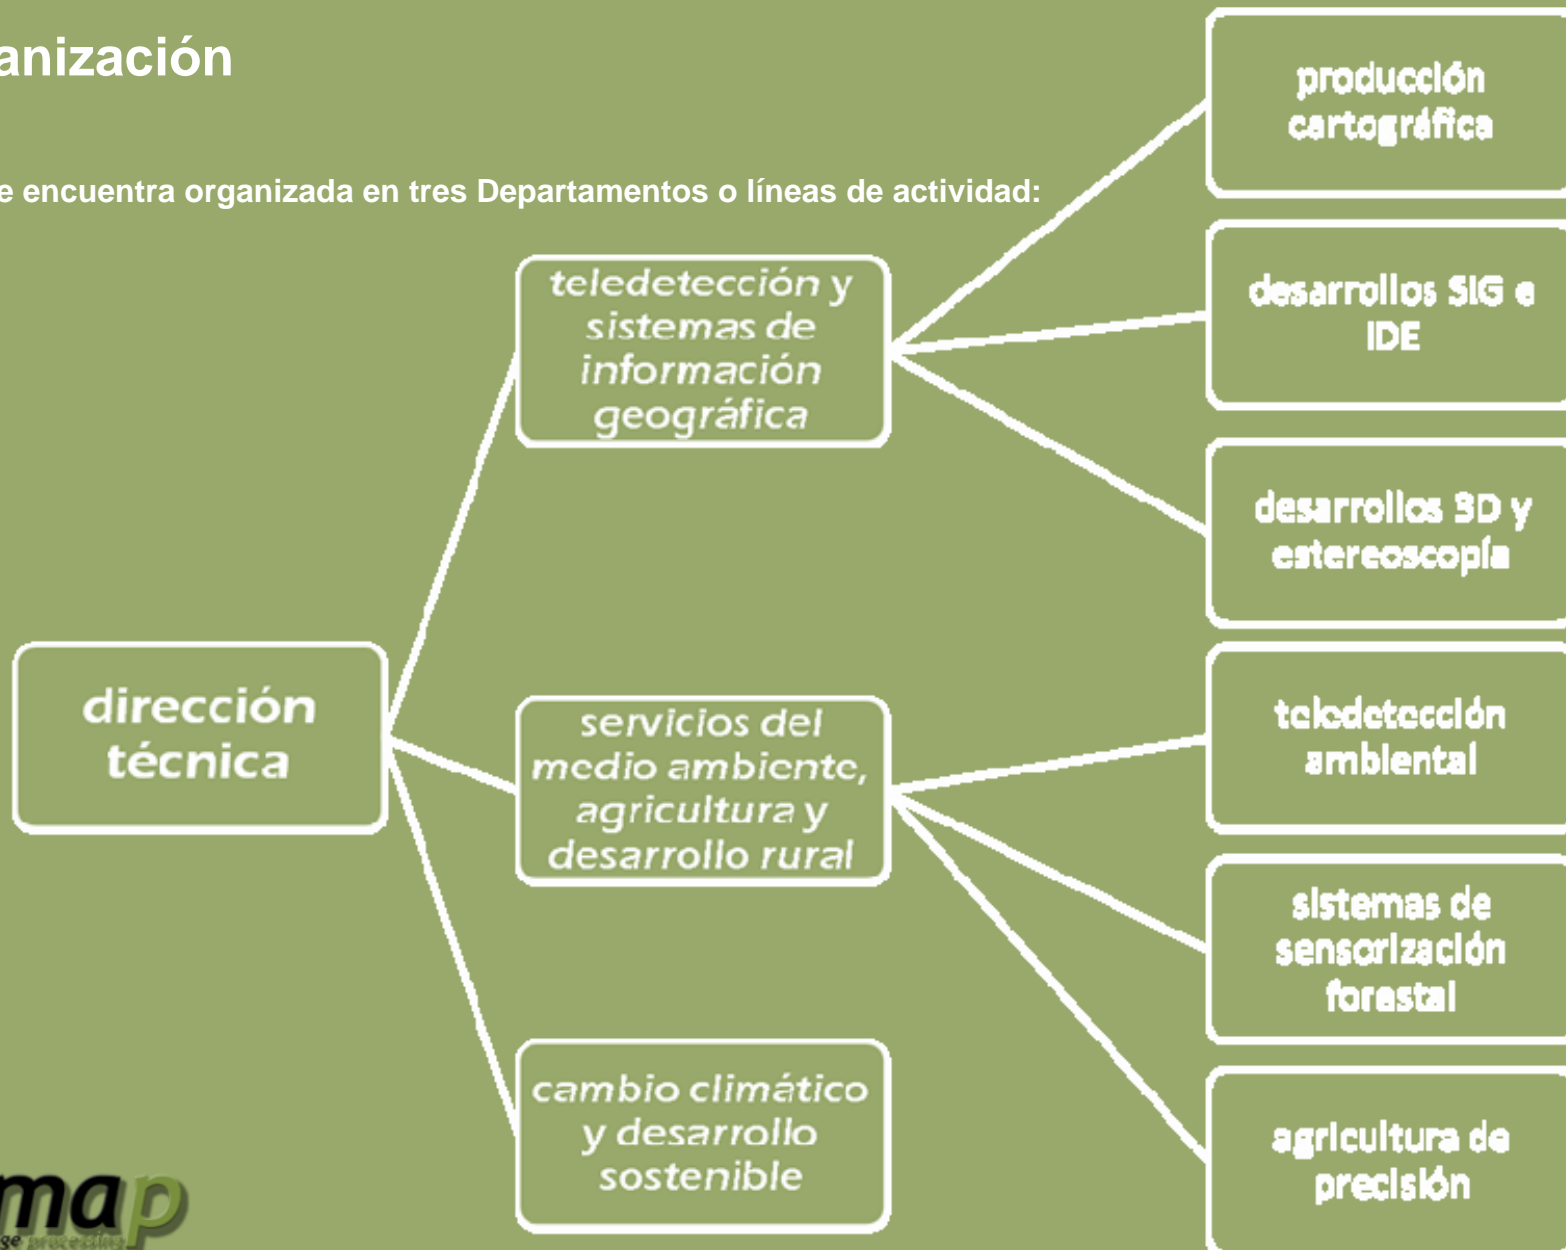 anización
e encuentra organizada en tres Departamentos o líneas de actividad:
dirección
técnica
teledetección y
sistemas de
información
geográfica
servicios del
medio ambiente,
agricultura y
desarrollo rural
cambio climático
y desarrollo
sostenible
producción
cartográfica
desarrollos SIG e
IDE
desarrollos 3D y
estereoscopía
teledetección
ambiental
sistemas de
sensorización
forestal
agricultura de
precisión
map
ge processing